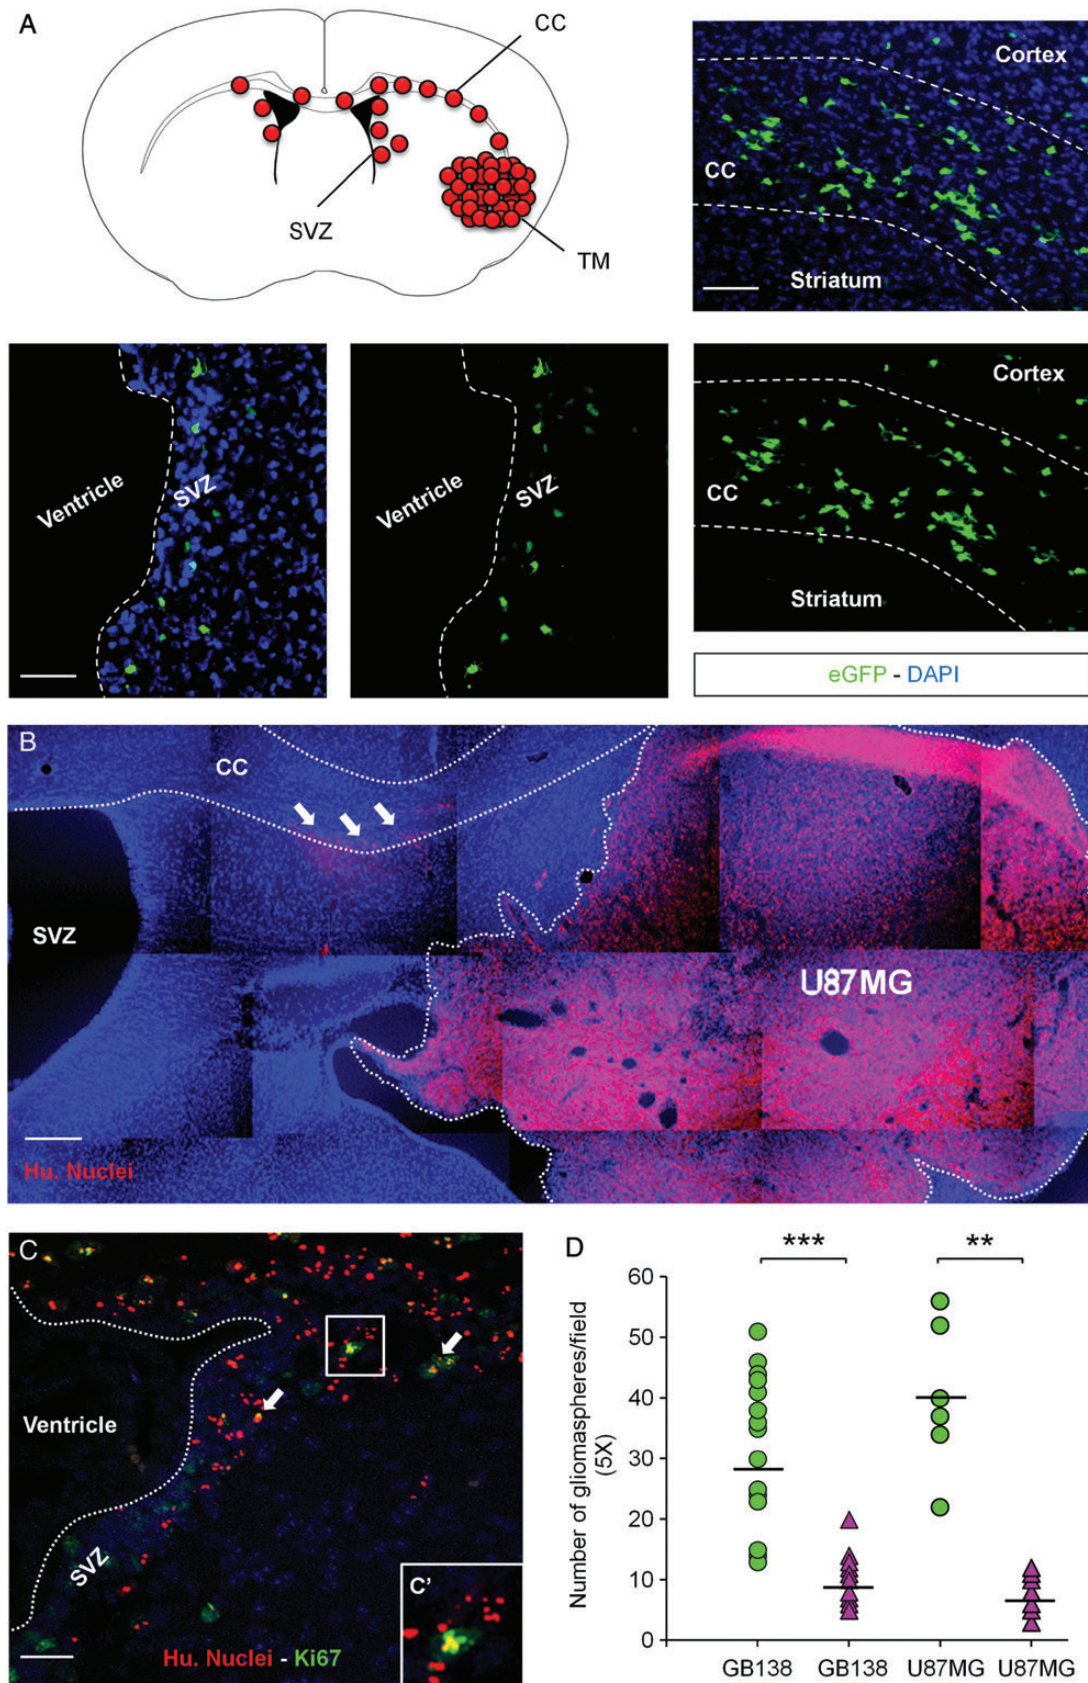 A
CC
SVZ
TM
Cortex
CC
Striatum
Ventricle
SVZ
Ventricle
SVZ
Cortex
CC
Striatum
eGFP - DAPI
B
CC
SVZ
U87MG
Hu. Nuclei
C
Ventricle
SVZ
C'
Hu. Nuclei - Ki67
D
*** **
Number of gliomaspheres/field
(5X)
60
50
40
30
20
10
0
GB138 GB138 U87MG U87MG